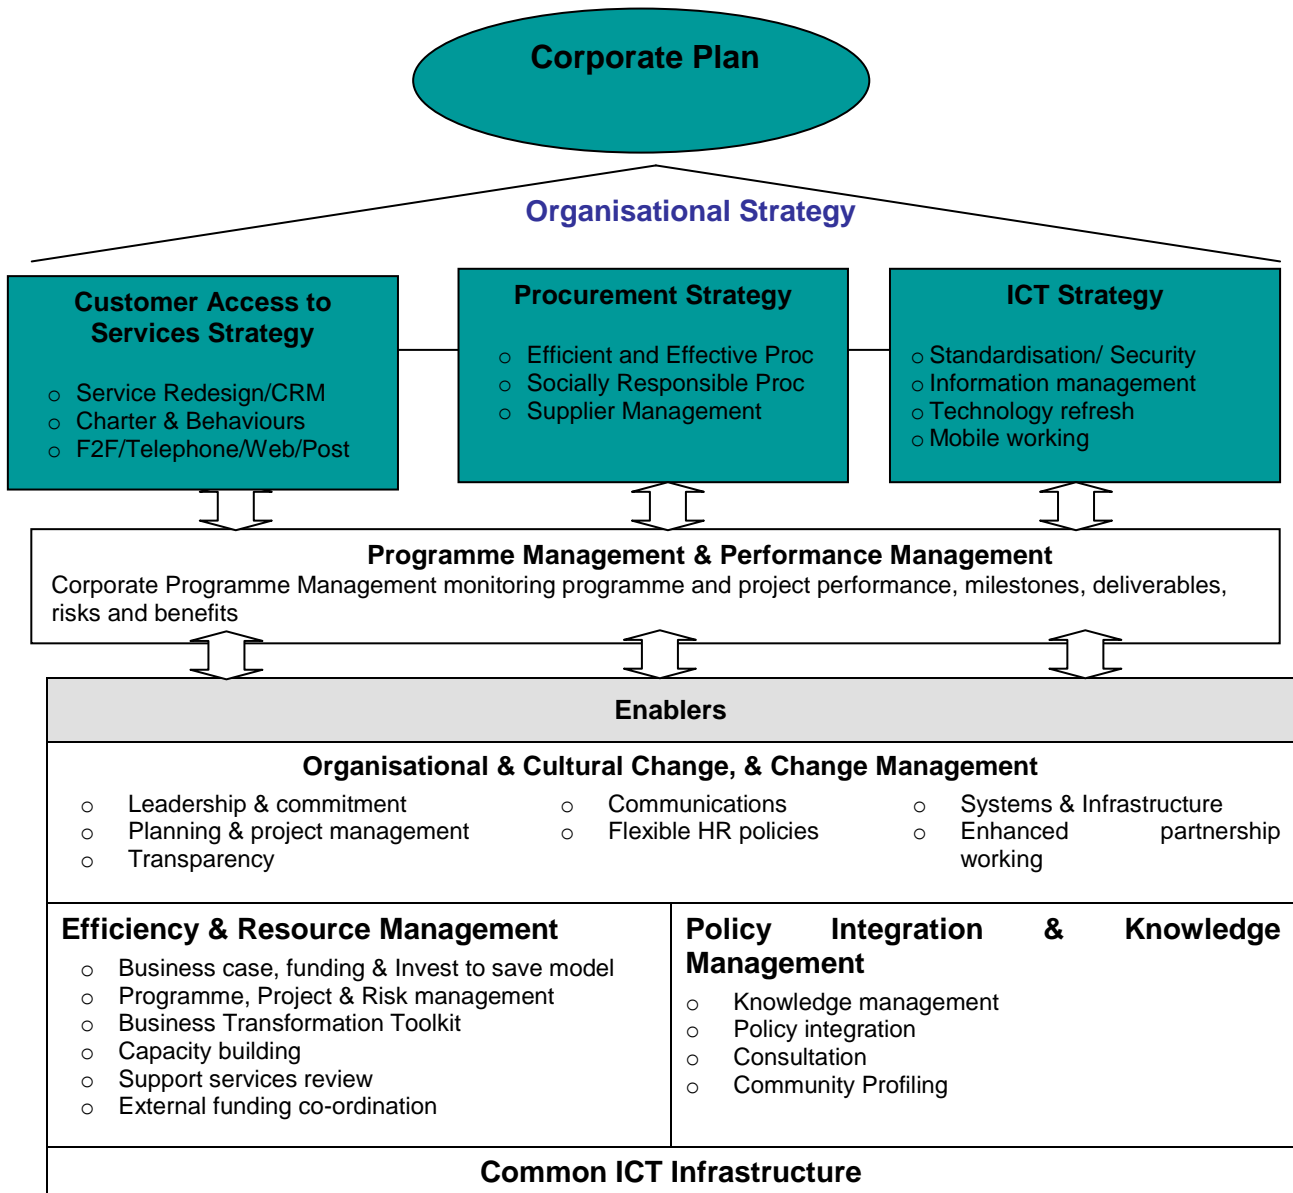 Corporate Plan
Organisational Strategy
Customer Access to
Services Strategy
o Service Redesign/CRM
o Charter & Behaviours
o F2F/Telephone/Web/Post
Procurement Strategy
o Efficient and Effective Proc
o Socially Responsible Proc
o Supplier Management
ICT Strategy
o Standardisation/ Security
o Information management
o Technology refresh
o Mobile working
Programme Management & Performance Management
Corporate Programme Management monitoring programme and project performance, milestones, deliverables,
risks and benefits
Enablers
Organisational & Cultural Change, & Change Management
o Leadership & commitment
o Planning & project management
o Transparency
o Communications
o Flexible HR policies
o Systems & Infrastructure
o Enhanced partnership
working
Efficiency & Resource Management
o Business case, funding & Invest to save model
o Programme, Project & Risk management
o Business Transformation Toolkit
o Capacity building
o Support services review
o External funding co-ordination
Policy Integration & Knowledge
Management
o Knowledge management
o Policy integration
o Consultation
o Community Profiling
Common ICT Infrastructure